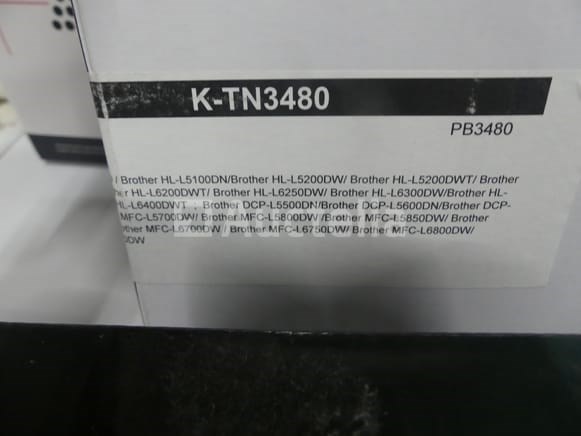 K-TN3480
PB3480
/ Brother HL-L5100DN/Brother HL-L5200DW/ Brother HL-L5200DWT/ Brother
er HL-L6200DWT/ Brother HL-L6250DW/ Brother HL-L6300DW/Brother HL-
HL-L6400DWT ; Brother DCP-L5500DN/Brother DCP-L5600DN/Brother DCP-
MFC-L5700DW/ Brother MFC-L5800DW /Brother MFC-L5850DW/ Brother
ther MFC-L6700DW / Brother MFC-L6750DW/ Brother MFC-L6800DW/
DW